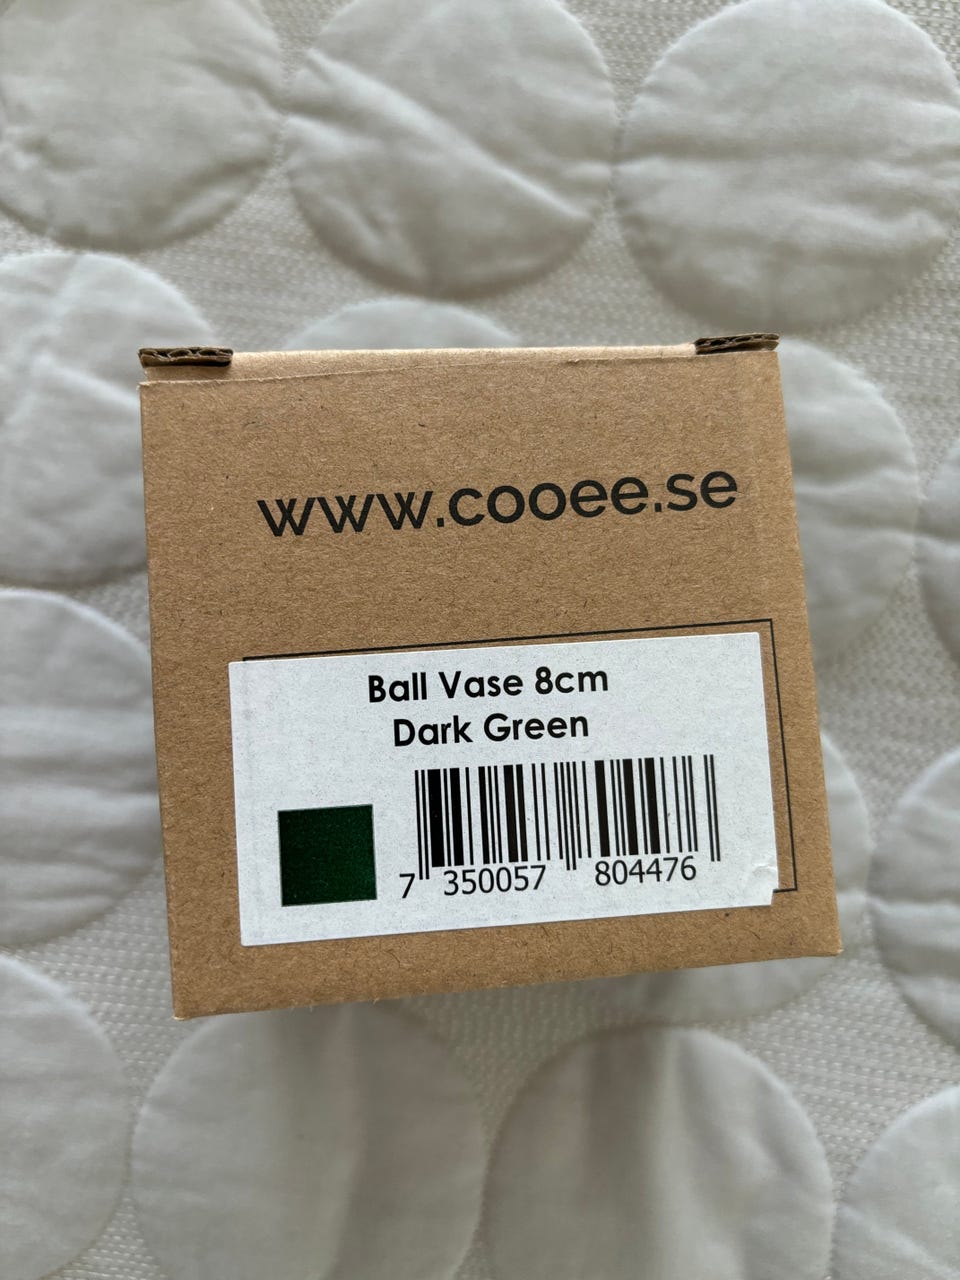 www.cooee.se
Ball Vase 8cm
Dark Green
7 350057 804476